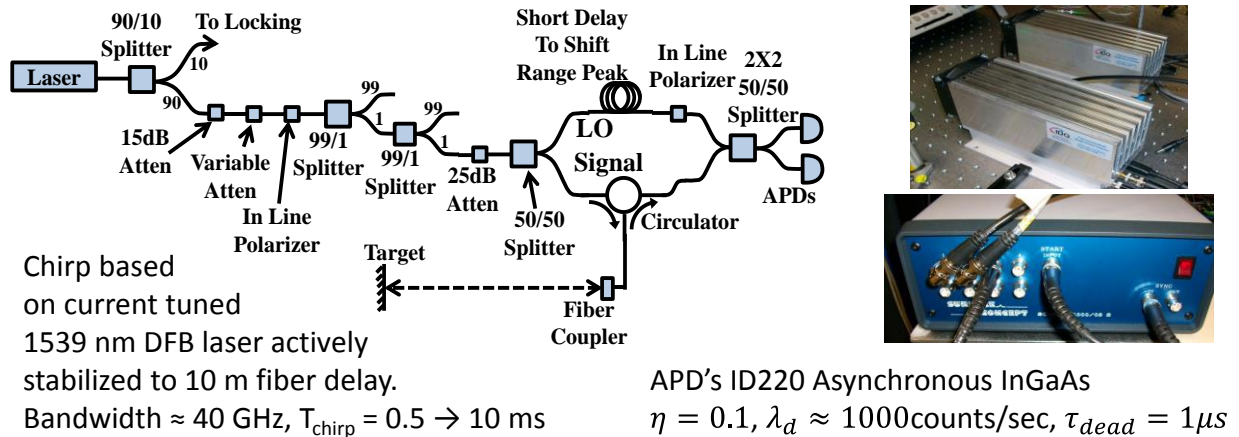 90/10
Splitter
To Locking
Laser
10
90
15dB
Atten
Variable
Atten
In Line
Polarizer
99/1
Splitter
99
1
99/1
Splitter
99
1
25dB
Atten
50/50
Splitter
Short Delay
To Shift
Range Peak
LO
Signal
In Line
Polarizer
2X2
50/50
Splitter
APDs
Circulator
Target
Fiber
Coupler
Chirp based
on current tuned
1539 nm DFB laser actively
stabilized to 10 m fiber delay.
Bandwidth ≈ 40 GHz, T_chirp = 0.5 → 10 ms
IDQ
IDQ
START
INPUT
SYNC
CONCEPT
APD's ID220 Asynchronous InGaAs
η = 0.1, λ_d ≈ 1000counts/sec, τ_dead = 1μs